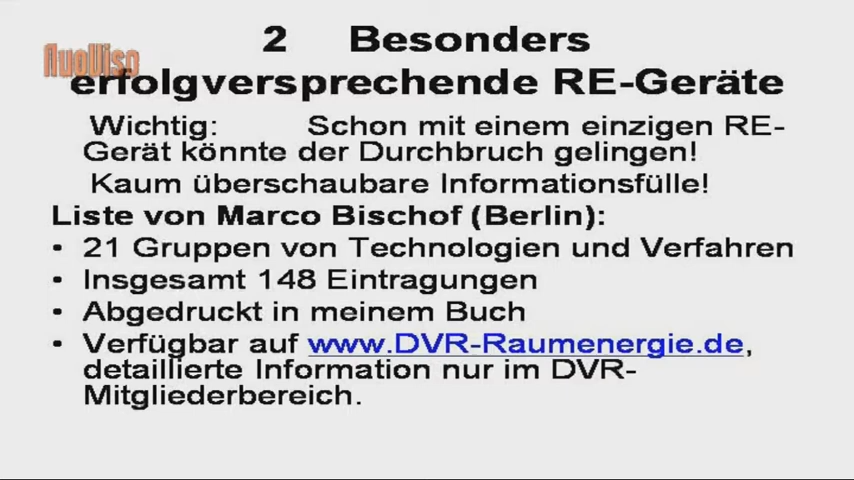 2 Besonders
nuoviso
erfolgversprechende RE-Geräte
Wichtig: Schon mit einem einzigen RE-
Gerät könnte der Durchbruch gelingen!
Kaum überschaubare Informationsfülle!
Liste von Marco Bischof (Berlin):
• 21 Gruppen von Technologien und Verfahren
• Insgesamt 148 Eintragungen
• Abgedruckt in meinem Buch
• Verfügbar auf www.DVR-Raumenergie.de,
detaillierte Information nur im DVR-
Mitgliederbereich.